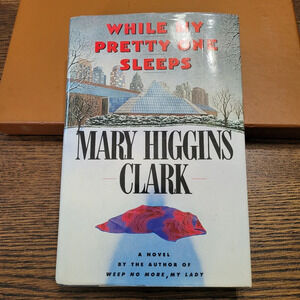 WHILE MY
PRETTY ONE
SLEEPS
MARY HIGGINS
CLARK
A NOVEL
BY THE AUTHOR OF
WEEP NO MORE, MY LADY